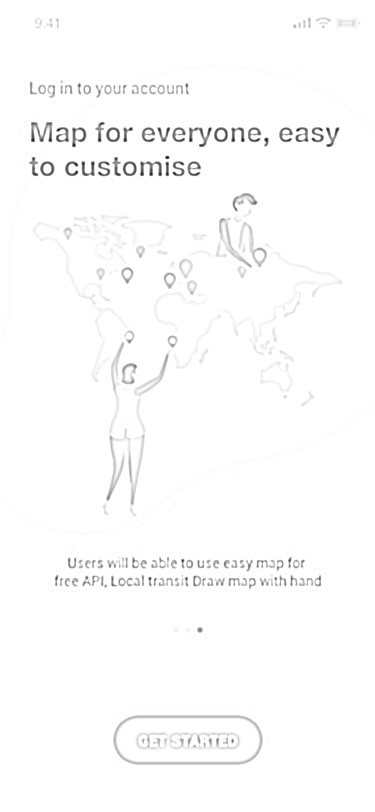 9:41
Log in to your account
Map for everyone, easy
to customise
Users will be able to use easy map for
free API, Local transit Draw map with hand
GET STARTED